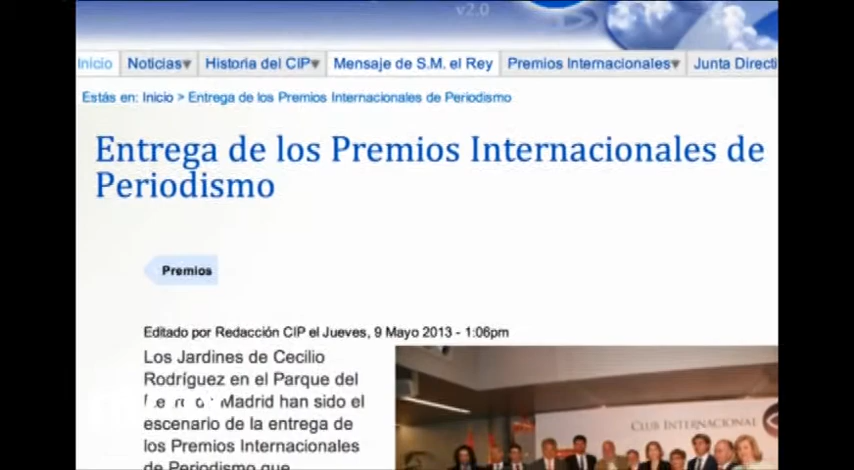 v2.0
Inicio Noticias Historia del CIP Mensaje de S.M. el Rey Premios Internacionales Junta Directi
Estás en: Inicio > Entrega de los Premios Internacionales de Periodismo
Entrega de los Premios Internacionales de
Periodismo
Premios
Editado por Redacción CIP el Jueves, 9 Mayo 2013 - 1:06pm
Los Jardines de Cecilio
Rodríguez en el Parque del
Madrid han sido el
escenario de la entrega de
los Premios Internacionales
de Periodismo que
CLUB INTERNACIONAL